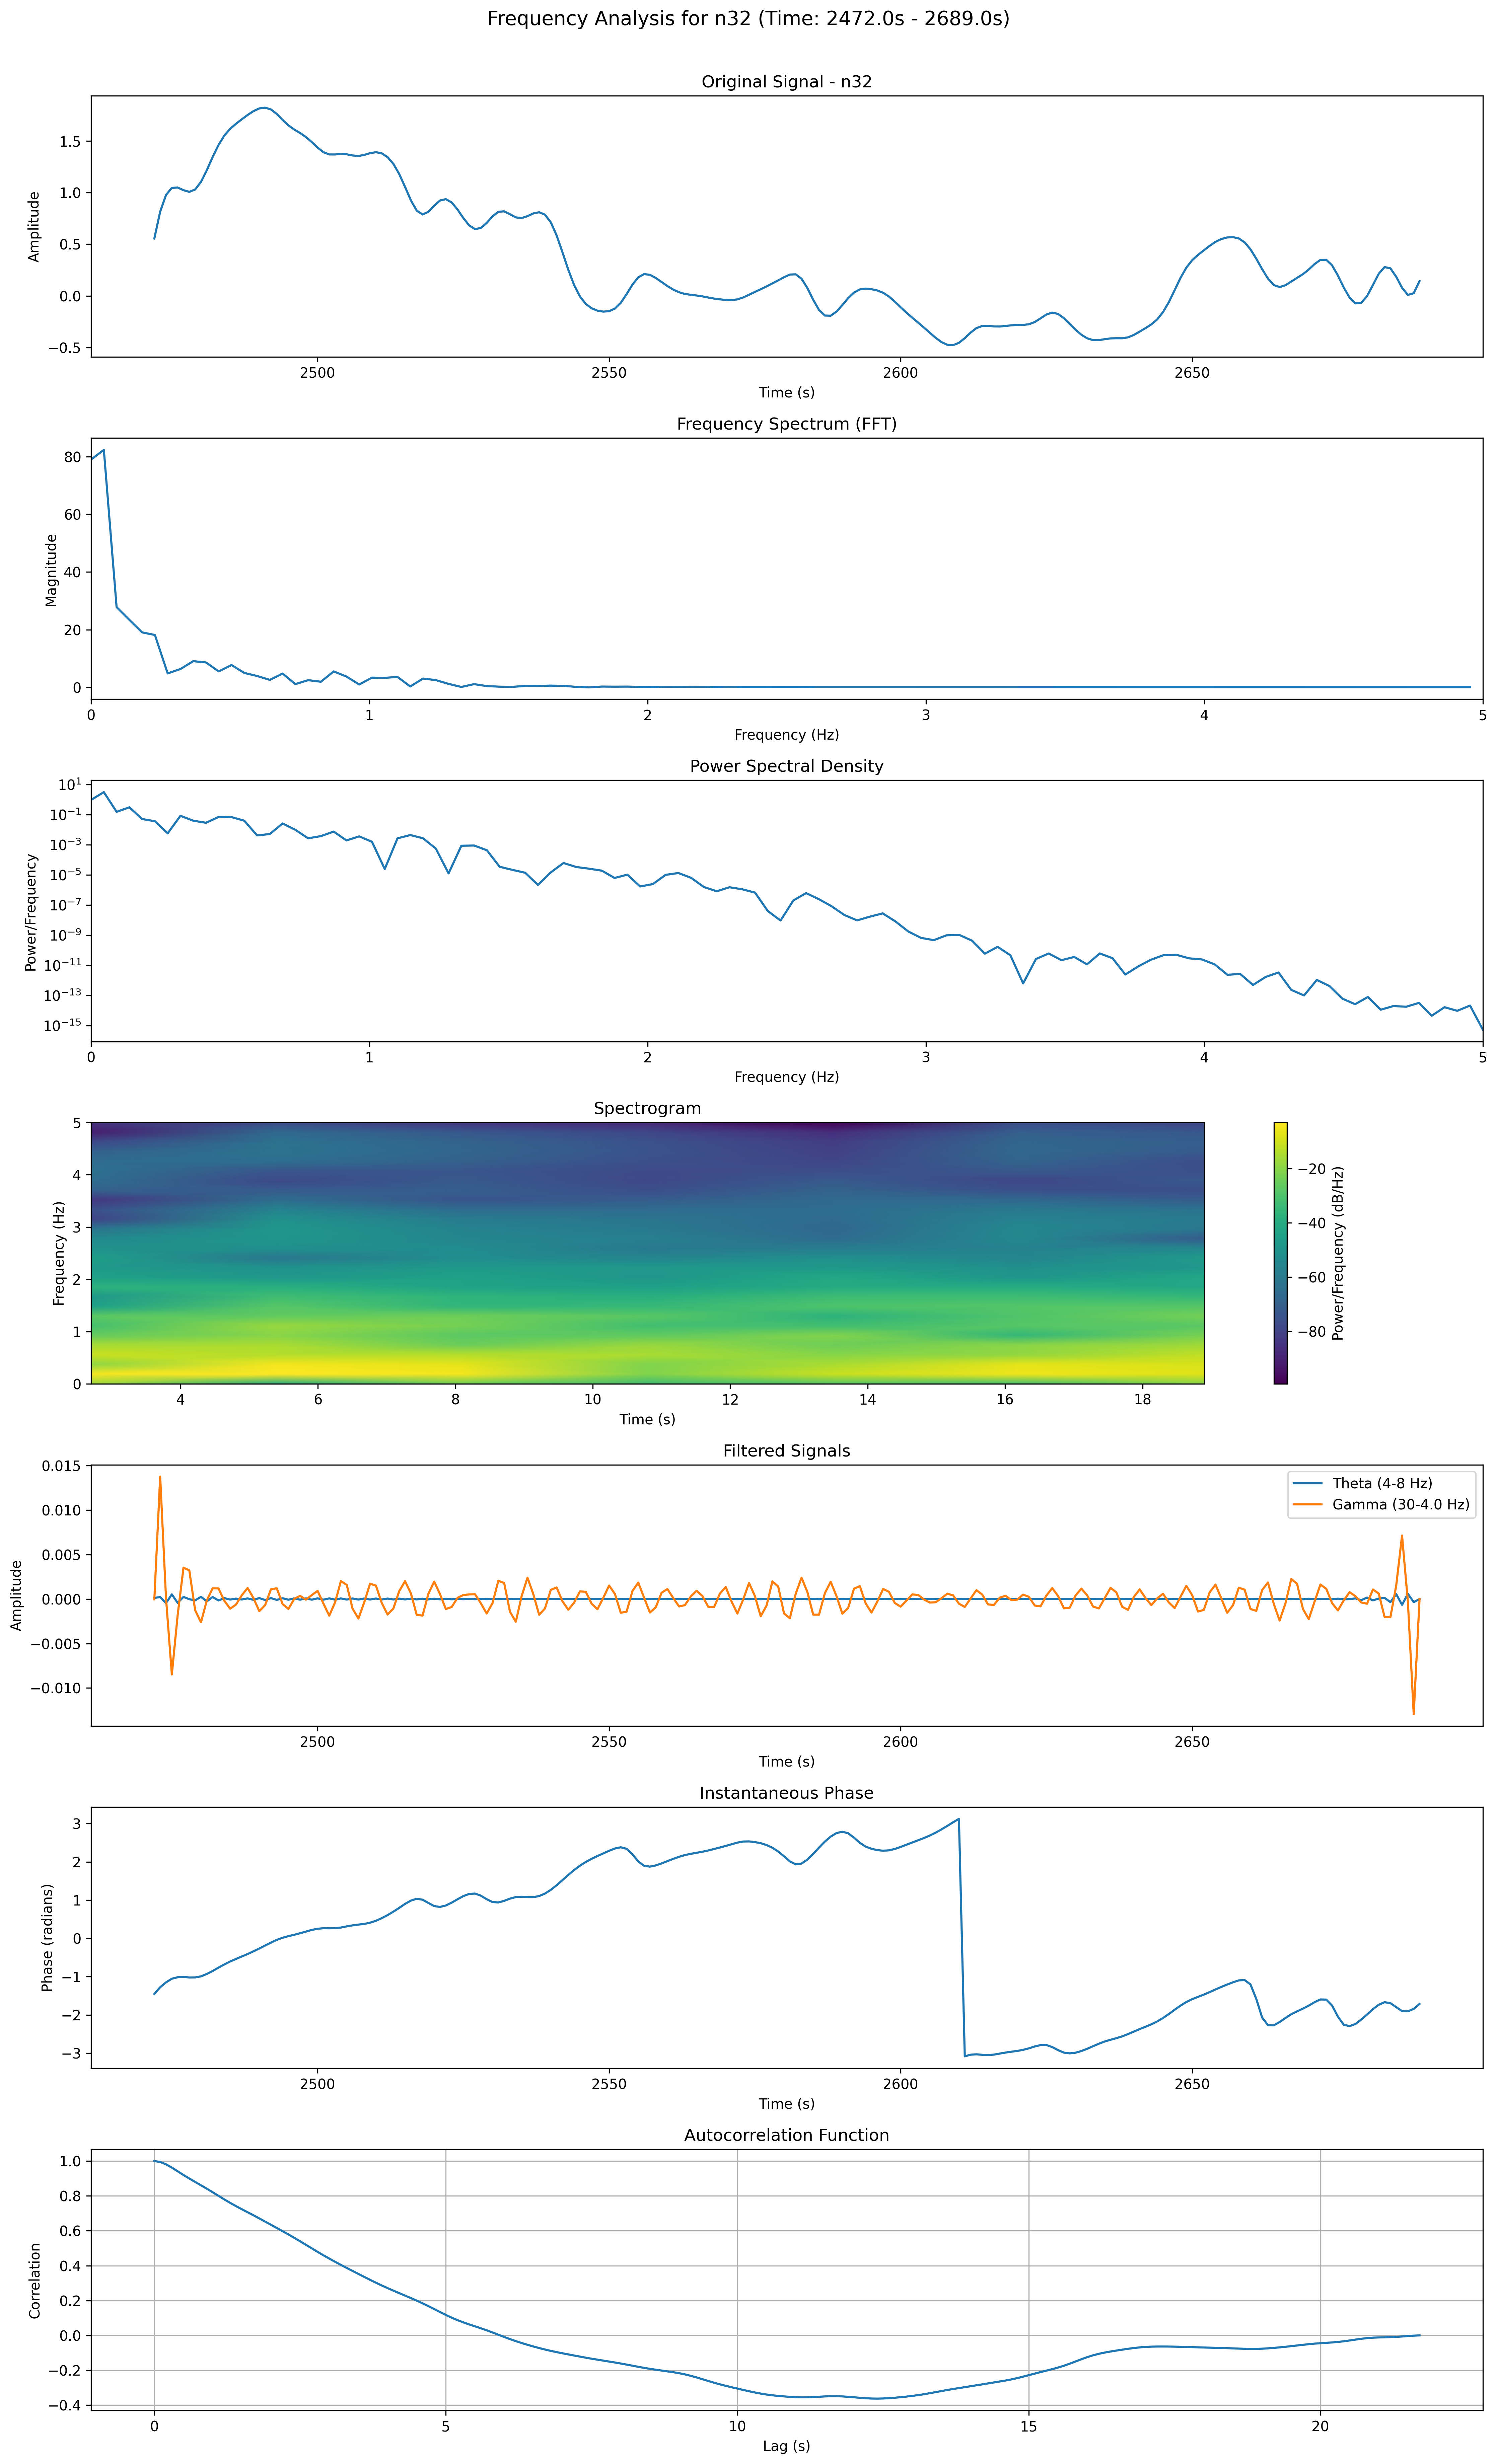 Frequency Analysis for n32 (Time: 2472.0s - 2689.0s)
Original Signal - n32
Amplitude
1.5
1.0
0.5
0.0
−0.5
2500 2550 2600 2650
Time (s)
Frequency Spectrum (FFT)
Magnitude
80
60
40
20
0
0 1 2 3 4 5
Frequency (Hz)
Power Spectral Density
Power/Frequency
10¹
10⁻¹
10⁻³
10⁻⁵
10⁻⁷
10⁻⁹
10⁻¹¹
10⁻¹³
10⁻¹⁵
0 1 2 3 4 5
Frequency (Hz)
Spectrogram
Frequency (Hz)
5
4
3
2
1
0
4 6 8 10 12 14 16 18
Time (s)
−20
−40
−60
−80
Power/Frequency (dB/Hz)
Filtered Signals
Amplitude
0.015
0.010
0.005
0.000
−0.005
−0.010
Theta (4-8 Hz)
Gamma (30-4.0 Hz)
2500 2550 2600 2650
Time (s)
Instantaneous Phase
Phase (radians)
3
2
1
0
−1
−2
−3
2500 2550 2600 2650
Time (s)
Autocorrelation Function
Correlation
1.0
0.8
0.6
0.4
0.2
0.0
−0.2
−0.4
0 5 10 15 20
Lag (s)